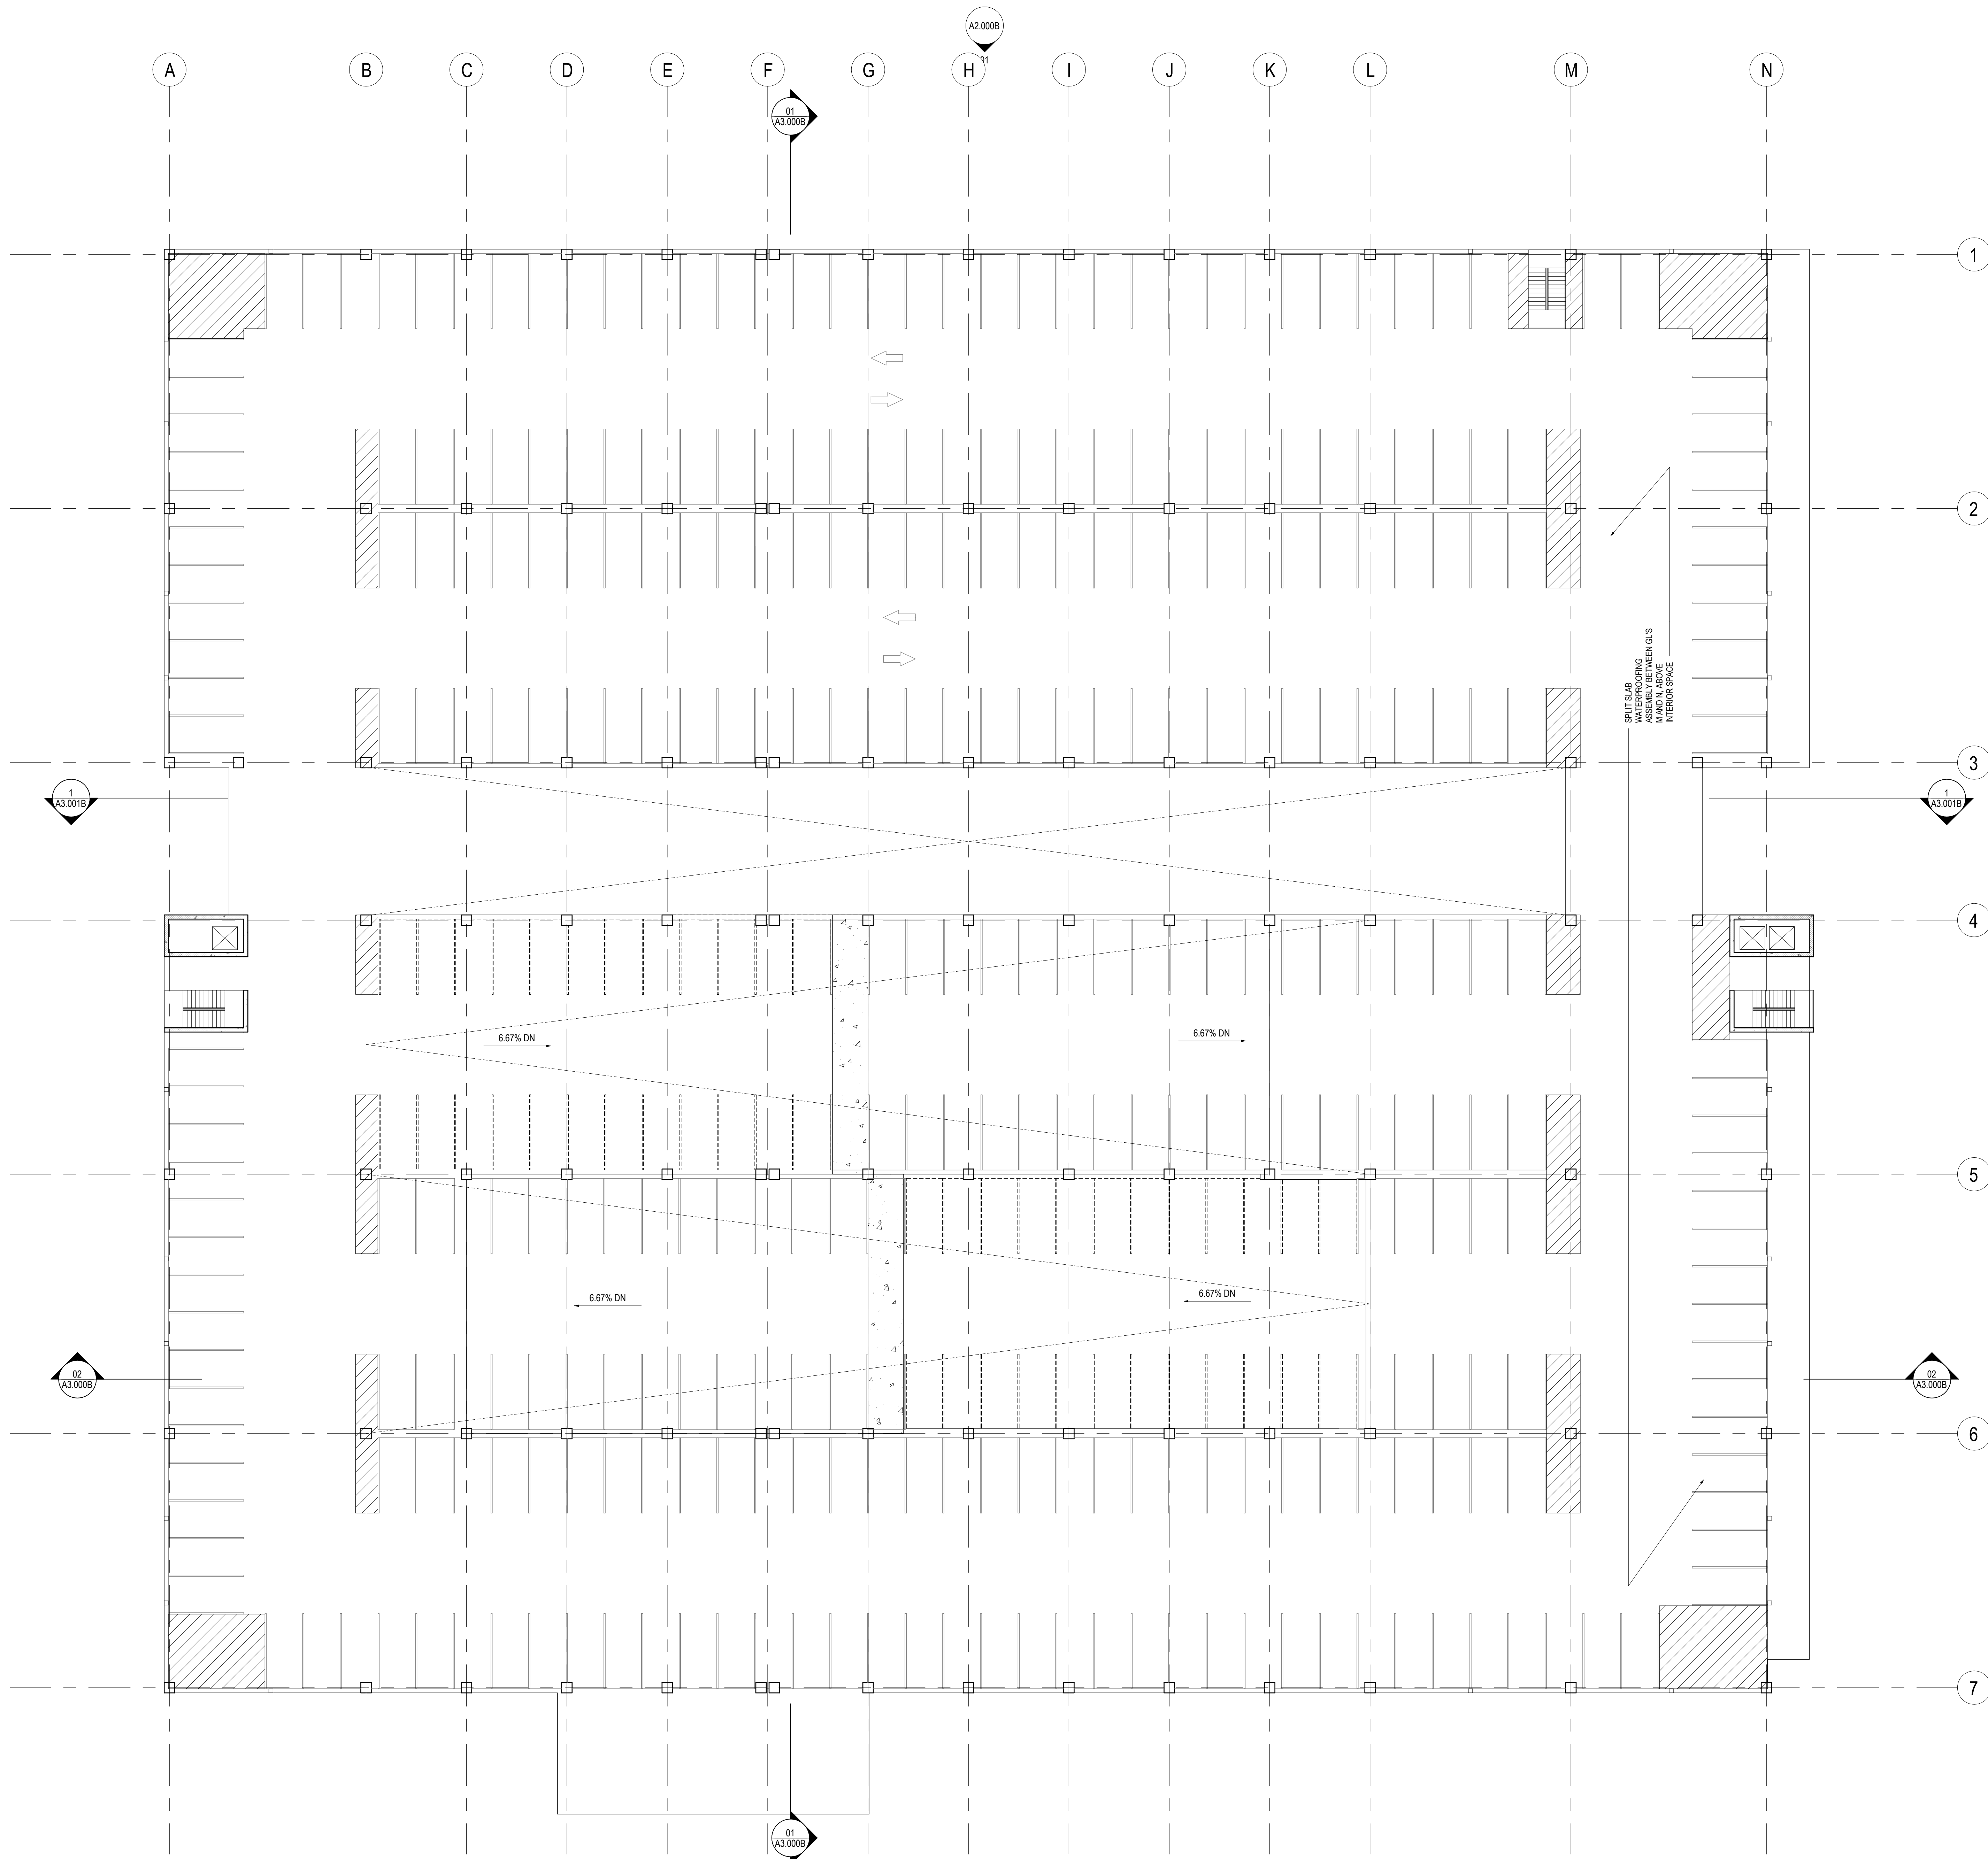 A2.000B
01
A
B
C
D
E
F
G
H
I
J
K
L
M
N
01
A3.000B
1
2
SPLIT SLAB
WATERPROOFING
ASSEMBLY BETWEEN GL'S
M AND N, ABOVE
INTERIOR SPACE
3
1
A3.001B
1
A3.001B
4
6.67% DN
6.67% DN
5
6.67% DN
6.67% DN
02
A3.000B
02
A3.000B
6
7
01
A3.000B